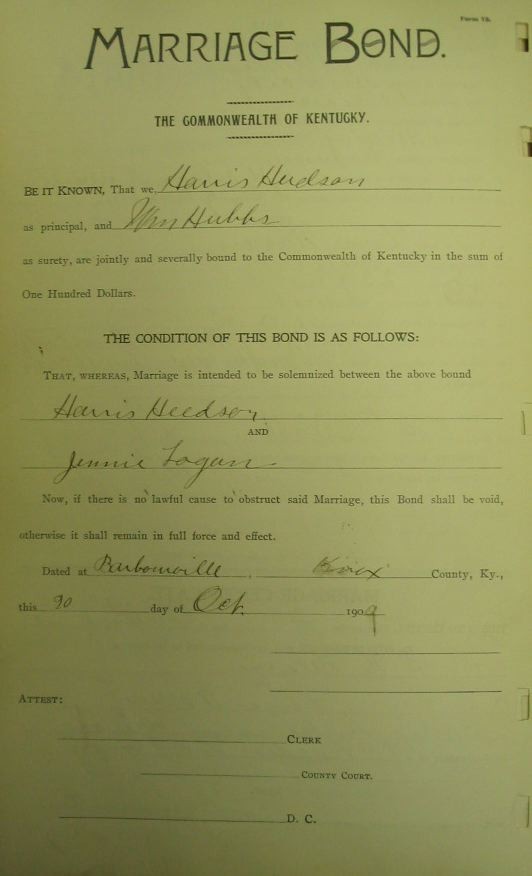 Form 78.
MARRIAGE BOND.
THE COMMONWEALTH OF KENTUCKY.
BE IT KNOWN, That we, Harris Hudson
as principal, and Wm Hubbs
as surety, are jointly and severally bound to the Commonwealth of Kentucky in the sum of
One Hundred Dollars.
THE CONDITION OF THIS BOND IS AS FOLLOWS:
THAT, WHEREAS, Marriage is intended to be solemnized between the above bound
Harris Hudson
AND
Jennie Logan
Now, if there is no lawful cause to obstruct said Marriage, this Bond shall be void,
otherwise it shall remain in full force and effect.
Dated at Barbourville, Knox County, Ky.,
this day of Oct. 1909
ATTEST:
CLERK
COUNTY COURT.
D. C.